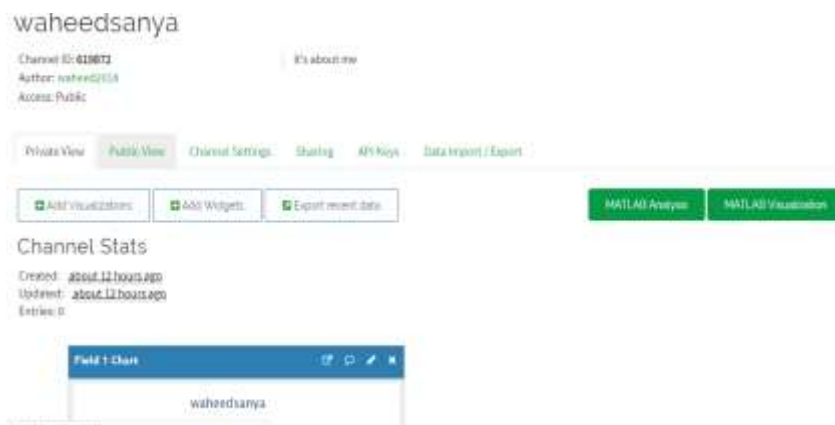 waheedsanya
Channel ID: 619872
It's about me
Author: waheed2018
Access: Public
Private View Public View Channel Settings Sharing API Keys Data Import / Export
Add Visualizations Add Widgets Export recent data MATLAB Analysis MATLAB Visualization
Channel Stats
Created: about 12 hours ago
Updated: about 12 hours ago
Entries: 0
Field 1 Chart
waheedsanya